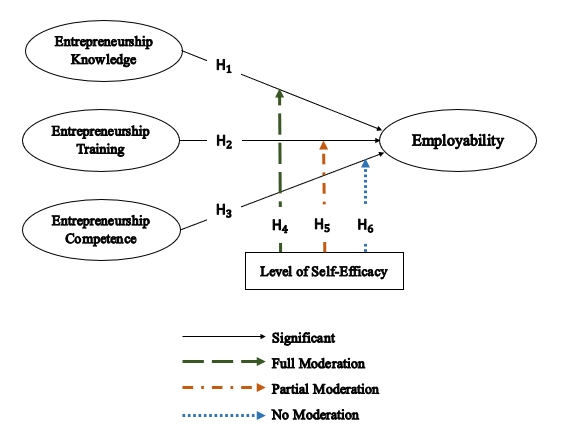 Entrepreneurship
Knowledge
H1
Entrepreneurship
Training
H2
Employability
Entrepreneurship
Competence
H3
H4
H5
H6
Level of Self-Efficacy
Significant
Full Moderation
Partial Moderation
No Moderation